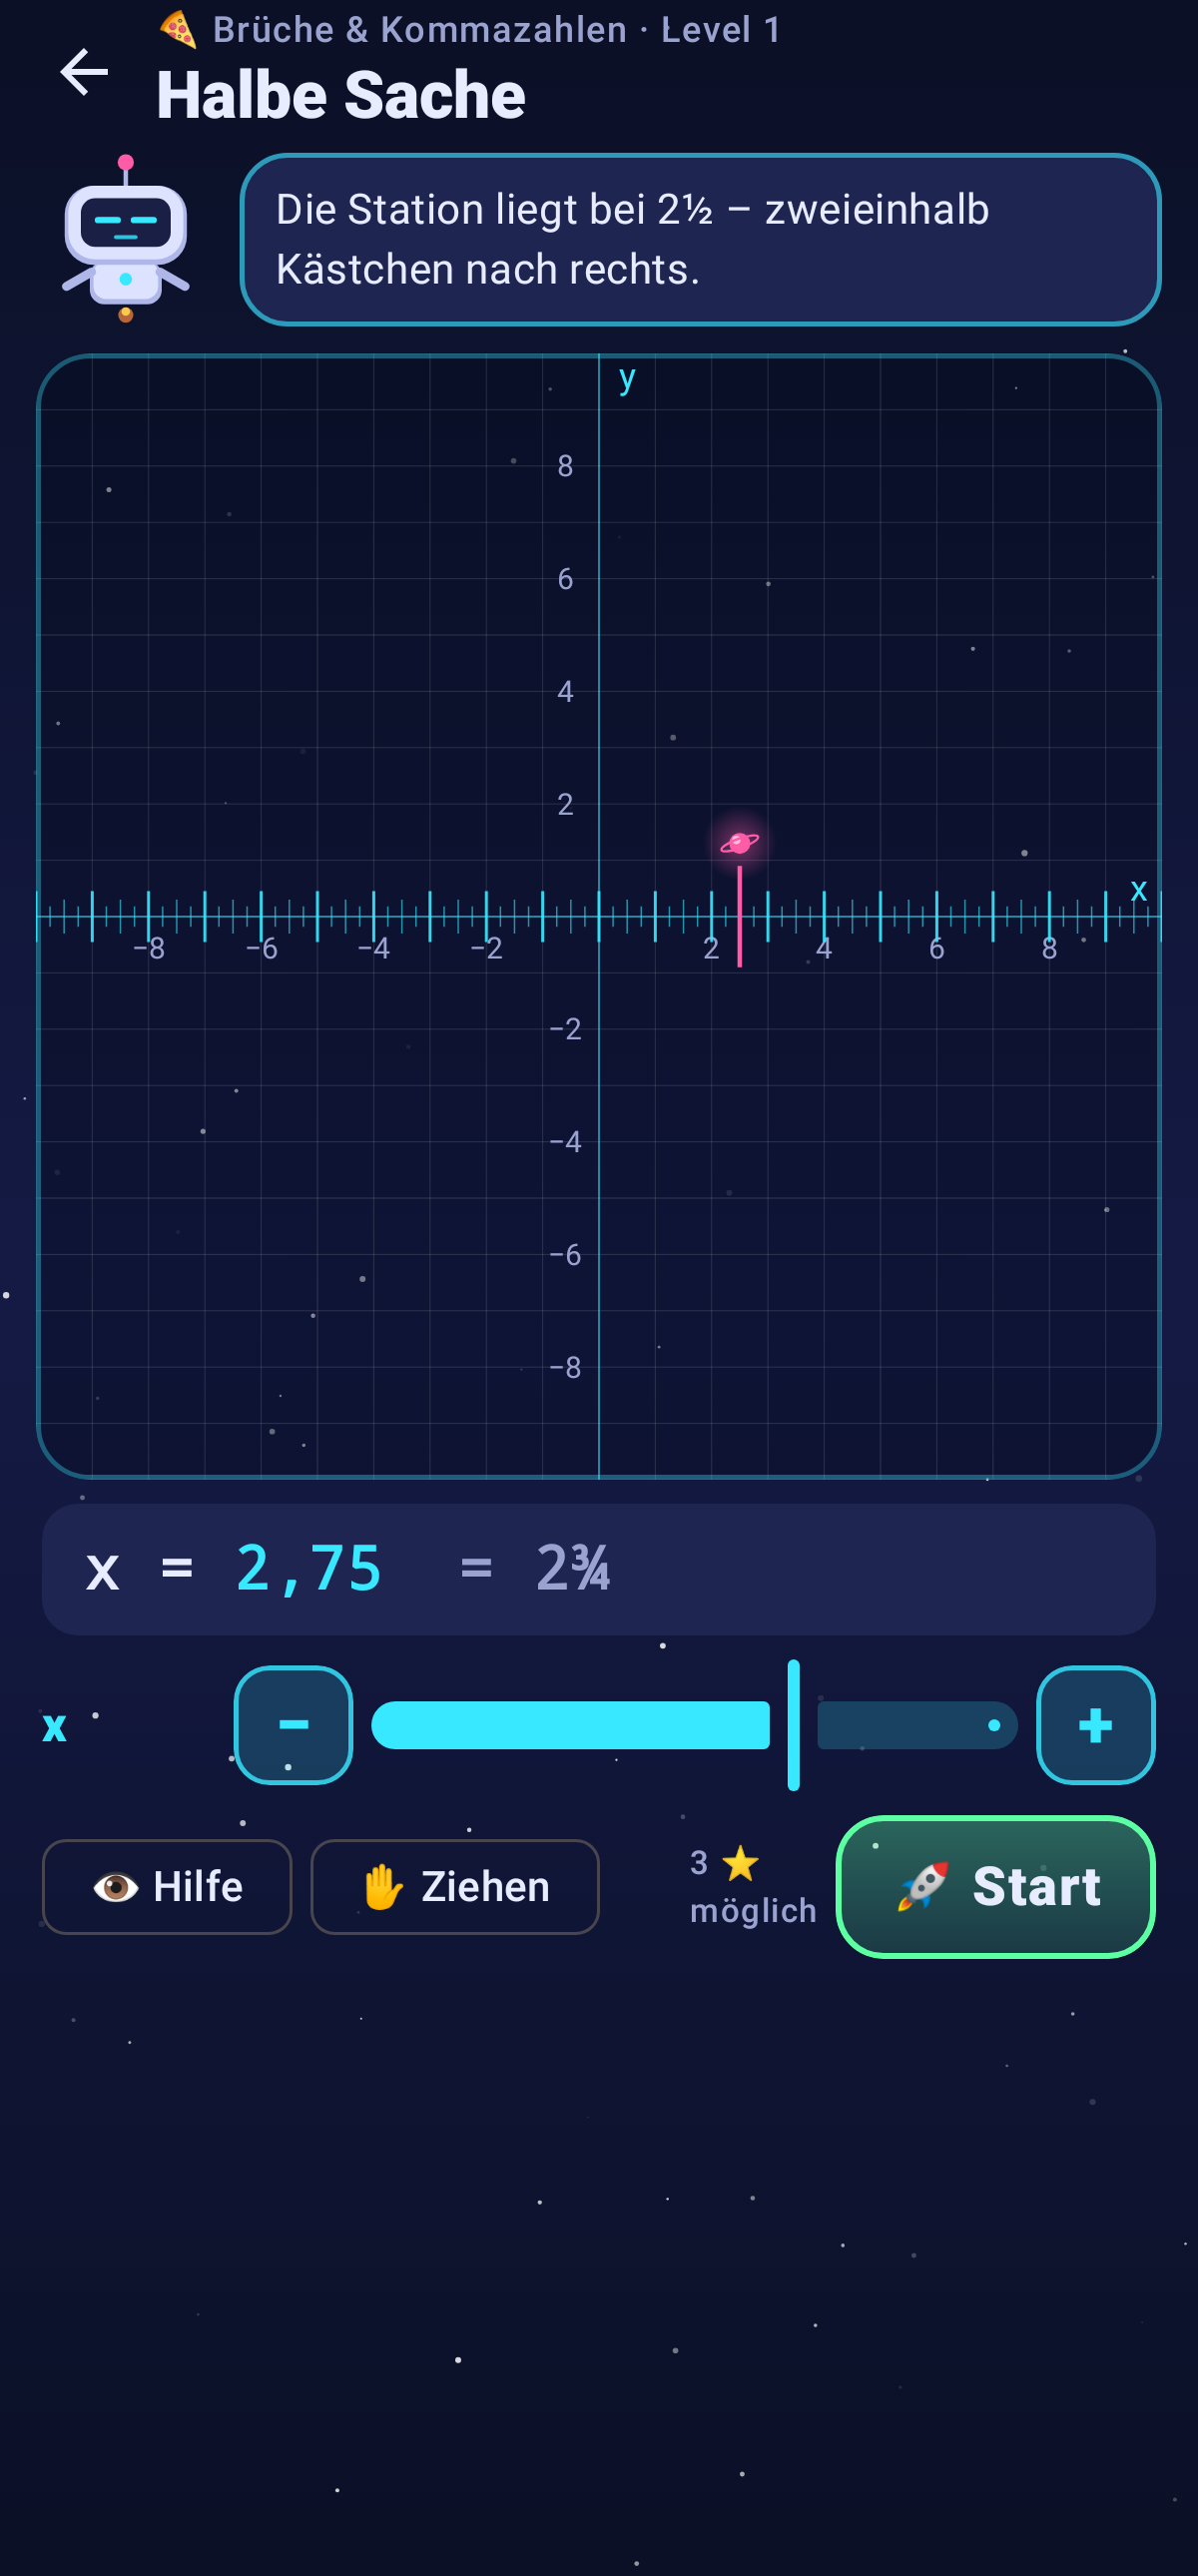 🍕 Brüche & Kommazahlen · Level 1
Halbe Sache
Die Station liegt bei 2½ – zweieinhalb
Kästchen nach rechts.
y
8
6
4
2
x
−8 −6 −4 −2 2 4 6 8
−2
−4
−6
−8
x = 2,75 = 2¾
x − +
👁️ Hilfe ✋ Ziehen 3 ⭐ möglich 🚀 Start